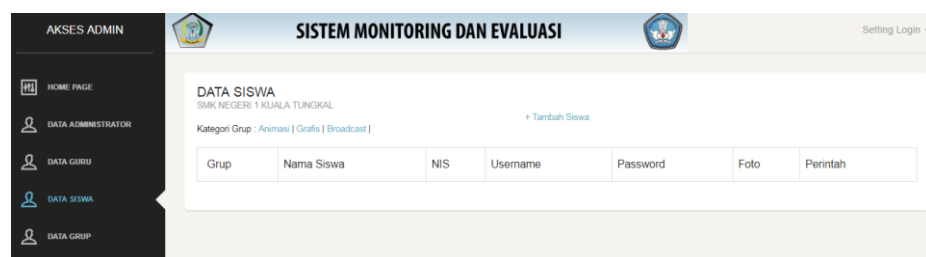 AKSES ADMIN
SISTEM MONITORING DAN EVALUASI
Setting Login
HOME PAGE
DATA ADMINISTRATOR
DATA GURU
DATA SISWA
DATA GRUP
DATA SISWA
SMK NEGERI 1 KUALA TUNGKAL
+ Tambah Siswa
Kategori Grup : Animasi | Grafis | Broadcast |
Grup Nama Siswa NIS Username Password Foto Perintah